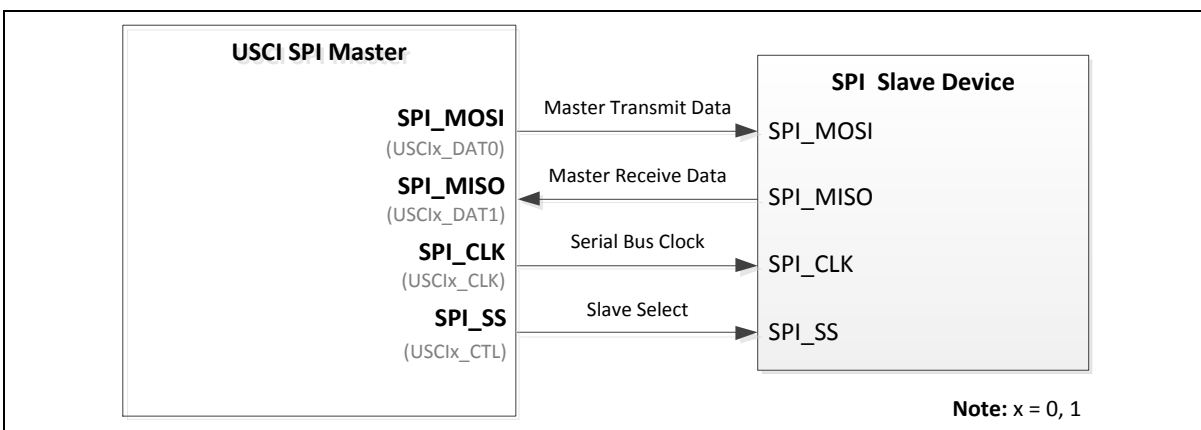 USCI SPI Master
SPI Slave Device
SPI_MOSI
(USCIx_DAT0)
Master Transmit Data
SPI_MOSI
SPI_MISO
(USCIx_DAT1)
Master Receive Data
SPI_MISO
SPI_CLK
(USCIx_CLK)
Serial Bus Clock
SPI_CLK
SPI_SS
(USCIx_CTL)
Slave Select
SPI_SS
Note: x = 0, 1